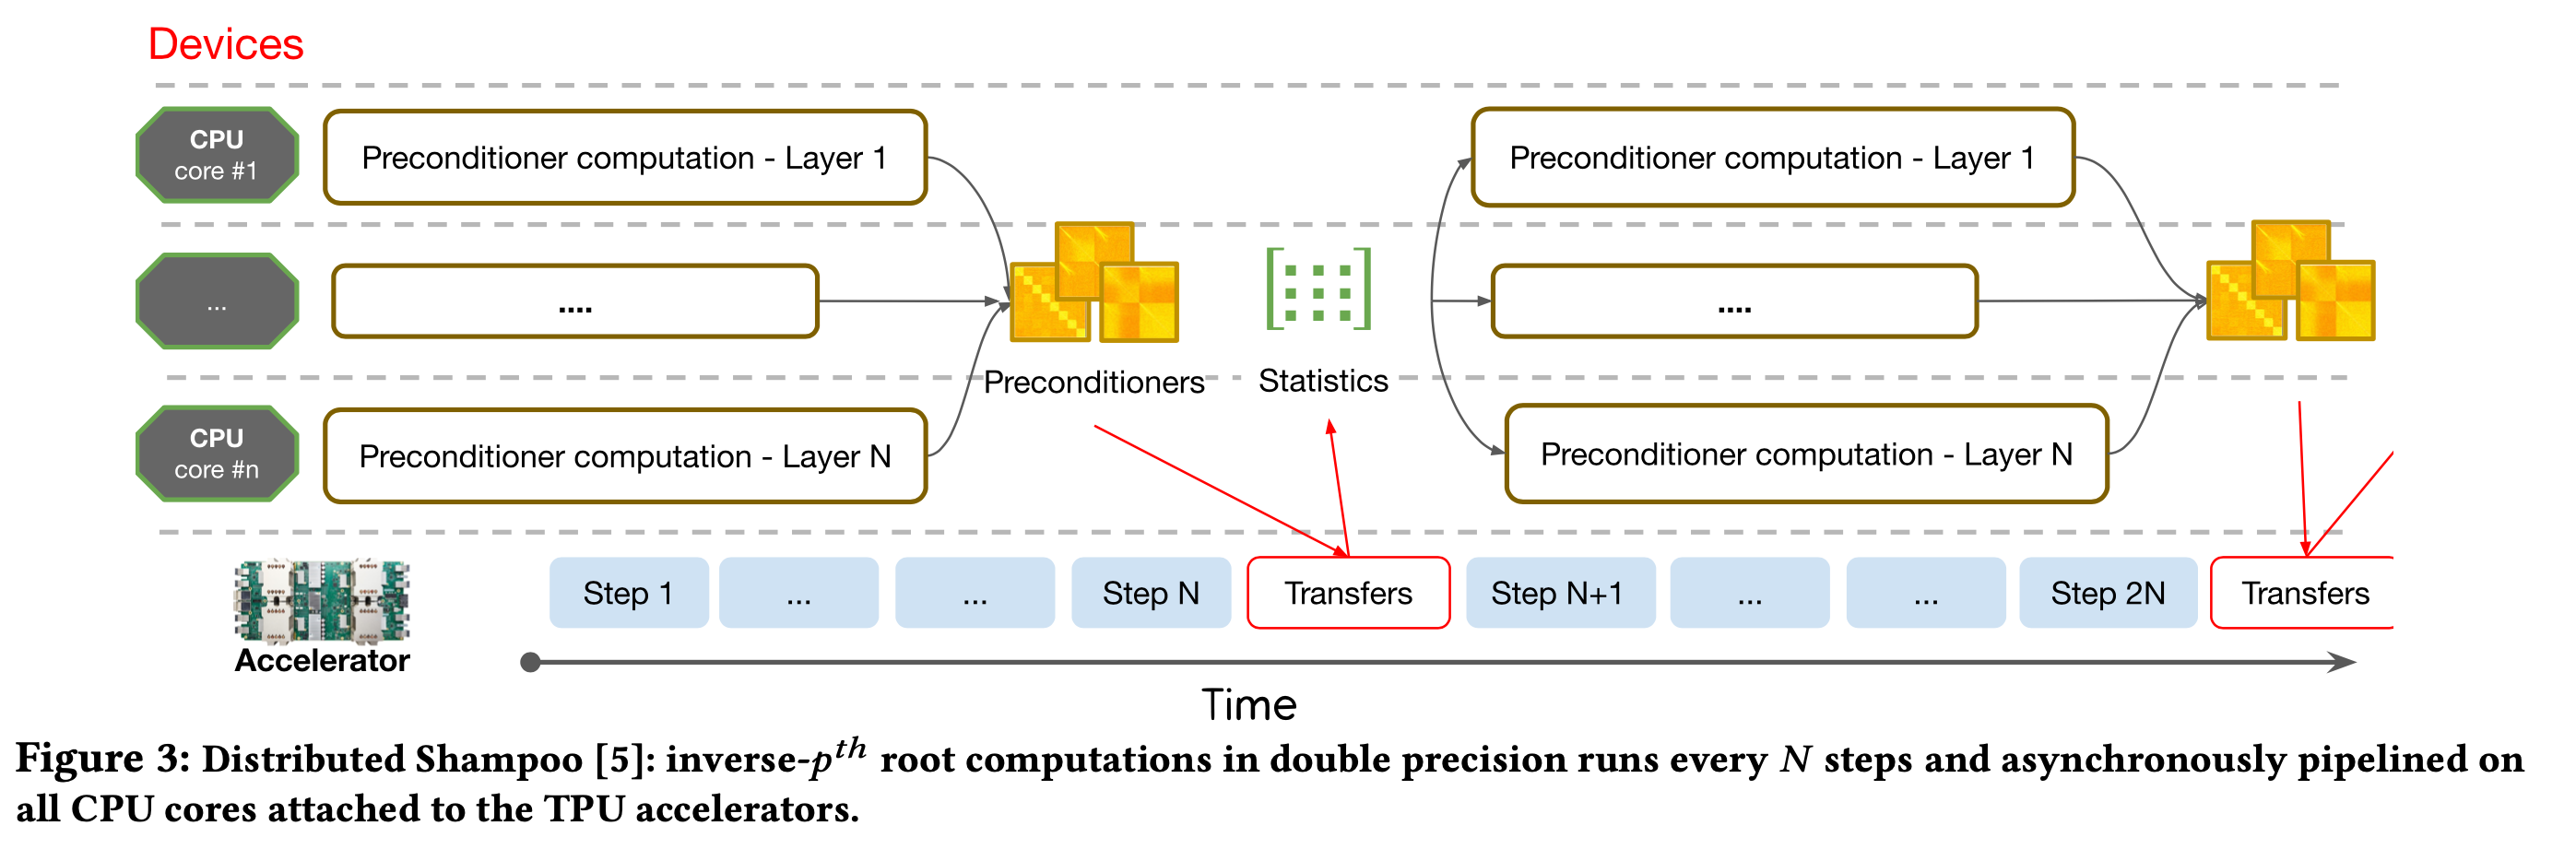 Devices
CPU
core #1
Preconditioner computation - Layer 1
Preconditioner computation - Layer 1
...
....
....
Preconditioners
Statistics
CPU
core #n
Preconditioner computation - Layer N
Preconditioner computation - Layer N
Step 1
...
...
Step N
Transfers
Step N+1
...
...
Step 2N
Transfers
Accelerator
Time
Figure 3: Distributed Shampoo [5]: inverse-pᵗʰ root computations in double precision runs every N steps and asynchronously pipelined on
all CPU cores attached to the TPU accelerators.